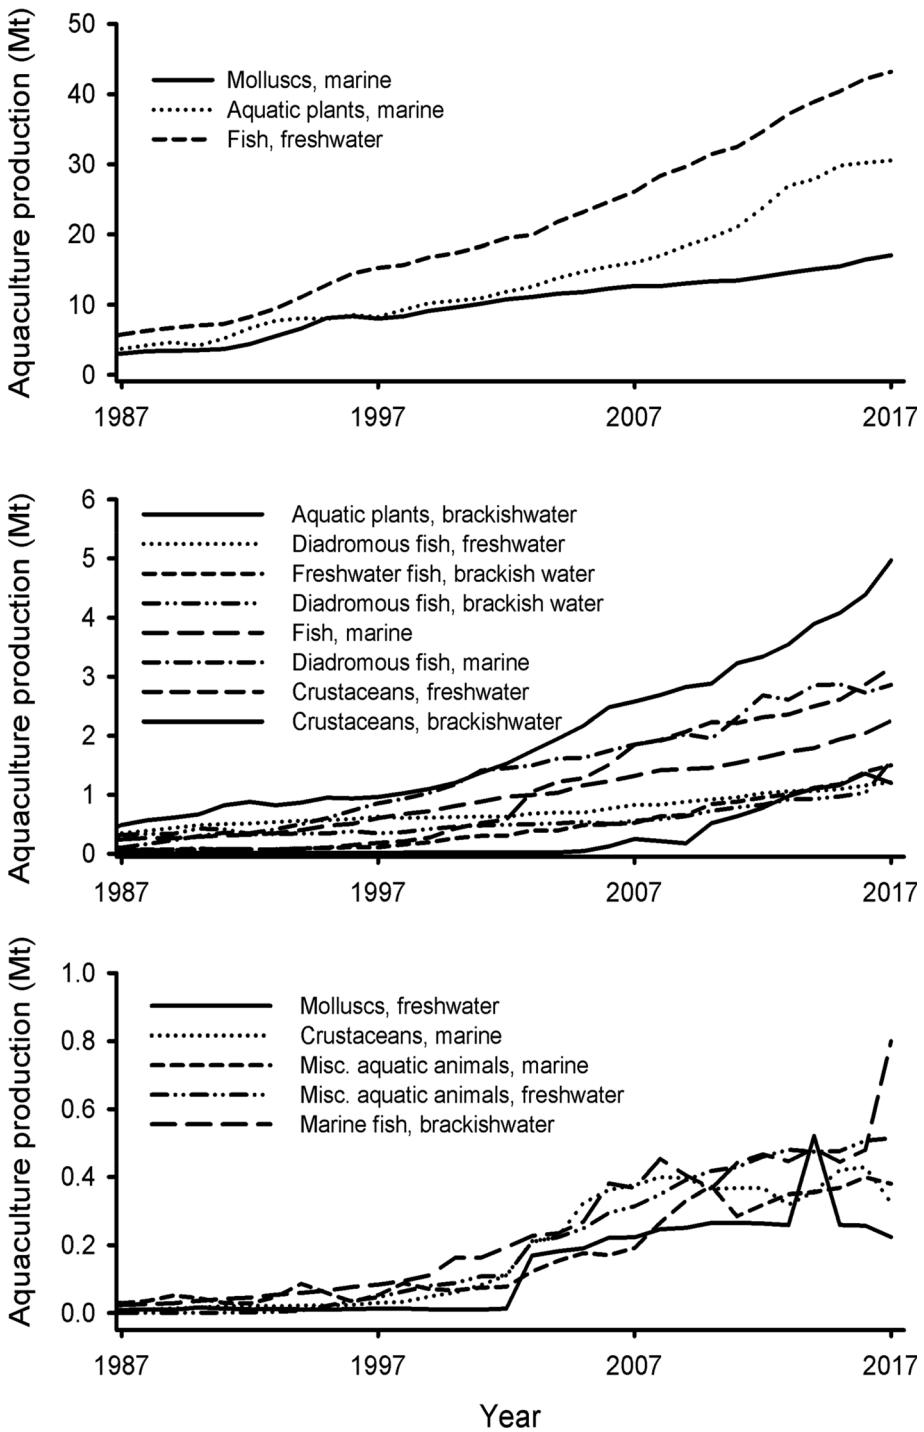 Aquaculture production (Mt)
50
40
30
20
10
0
Molluscs, marine
Aquatic plants, marine
Fish, freshwater
1987
1997
2007
2017
Aquaculture production (Mt)
6
5
4
3
2
1
0
Aquatic plants, brackishwater
Diadromous fish, freshwater
Freshwater fish, brackish water
Diadromous fish, brackish water
Fish, marine
Diadromous fish, marine
Crustaceans, freshwater
Crustaceans, brackishwater
1987
1997
2007
2017
Aquaculture production (Mt)
1.0
0.8
0.6
0.4
0.2
0.0
Molluscs, freshwater
Crustaceans, marine
Misc. aquatic animals, marine
Misc. aquatic animals, freshwater
Marine fish, brackishwater
1987
1997
2007
2017
Year